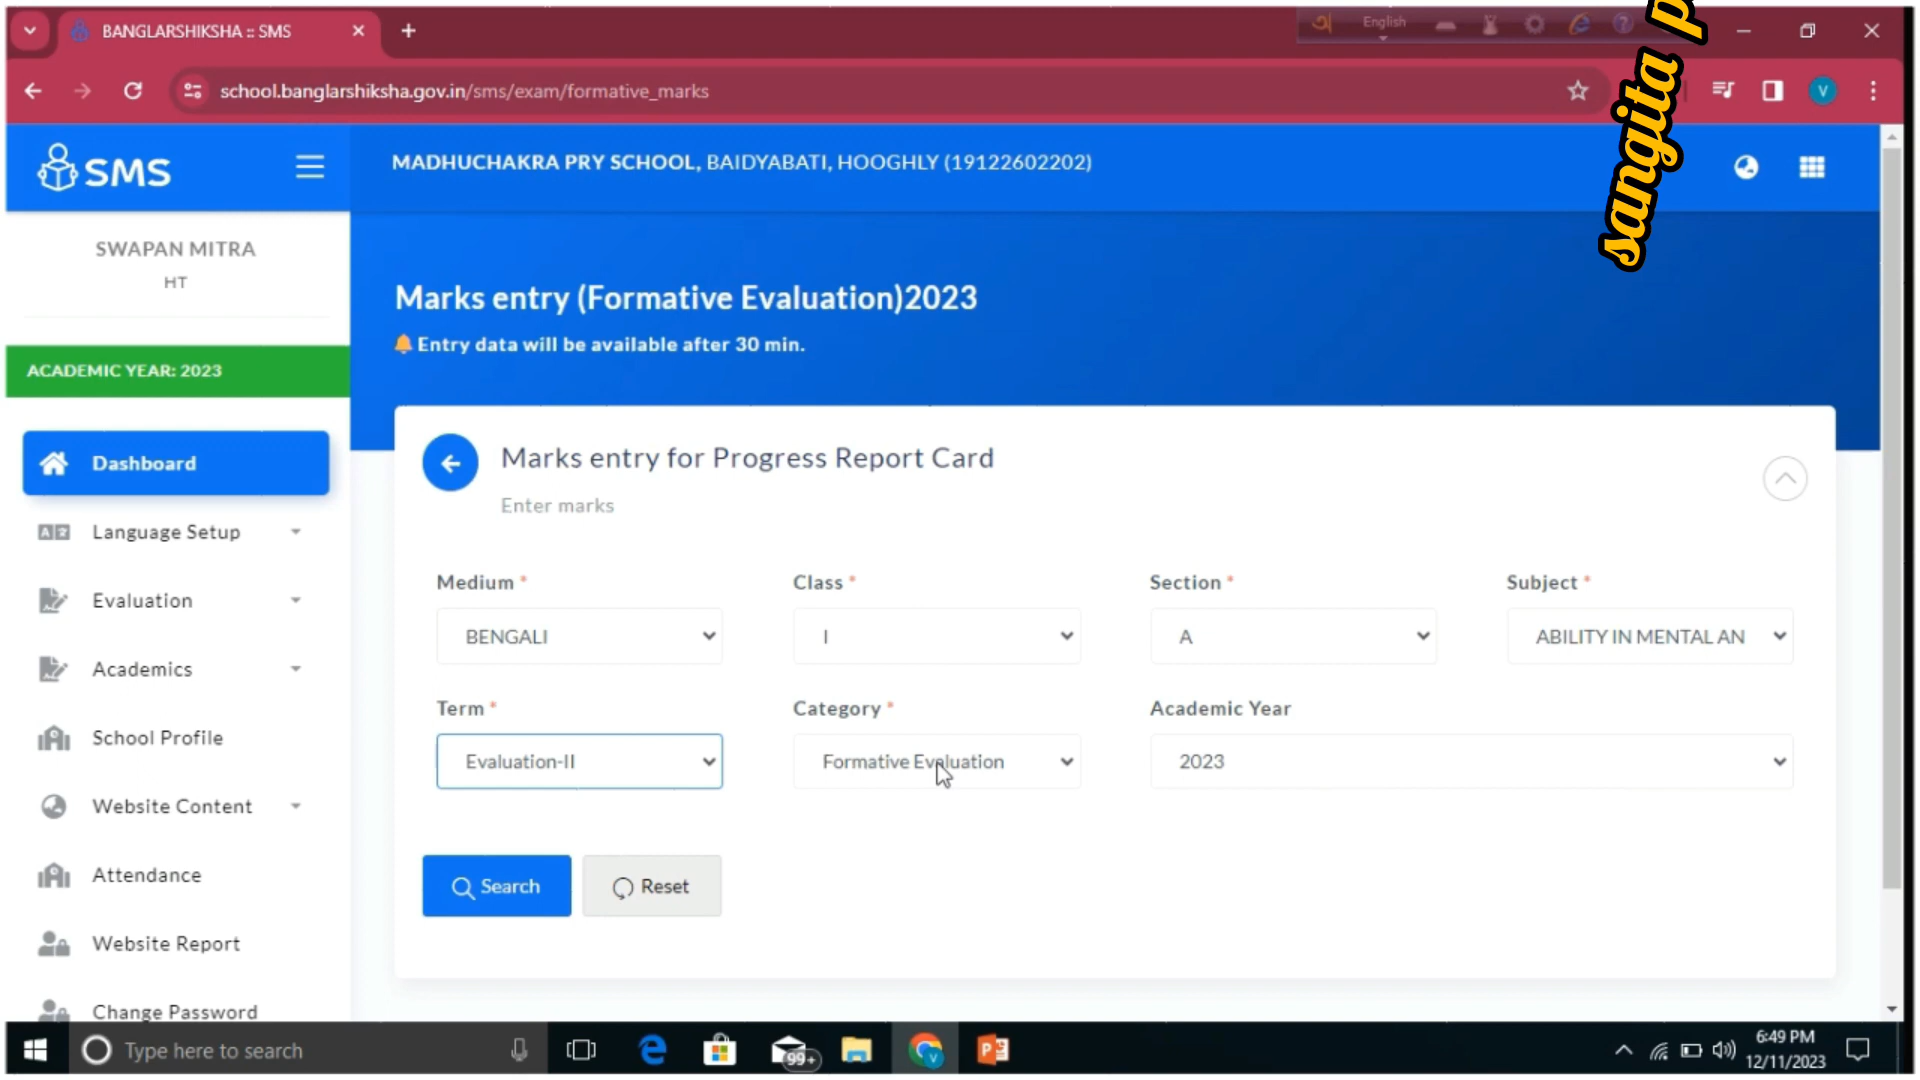 BANGLARSHIKSHA :: SMS
English
school.banglarshiksha.gov.in/sms/exam/formative_marks
V
sangita p
SMS
MADHUCHAKRA PRY SCHOOL, BAIDYABATI, HOOGHLY (19122602202)
SWAPAN MITRA
HT
ACADEMIC YEAR: 2023
Marks entry (Formative Evaluation)2023
Entry data will be available after 30 min.
Dashboard
Language Setup
Evaluation
Academics
School Profile
Website Content
Attendance
Website Report
Change Password
Marks entry for Progress Report Card
Enter marks
Medium * Class * Section * Subject *
BENGALI I A ABILITY IN MENTAL AN
Term * Category * Academic Year
Evaluation-II Formative Evaluation 2023
Search Reset
Type here to search
99+
6:49 PM
12/11/2023